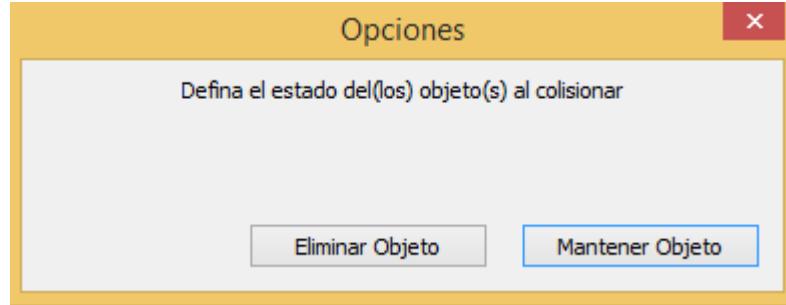 Opciones
Defina el estado del(los) objeto(s) al colisionar
Eliminar Objeto
Mantener Objeto